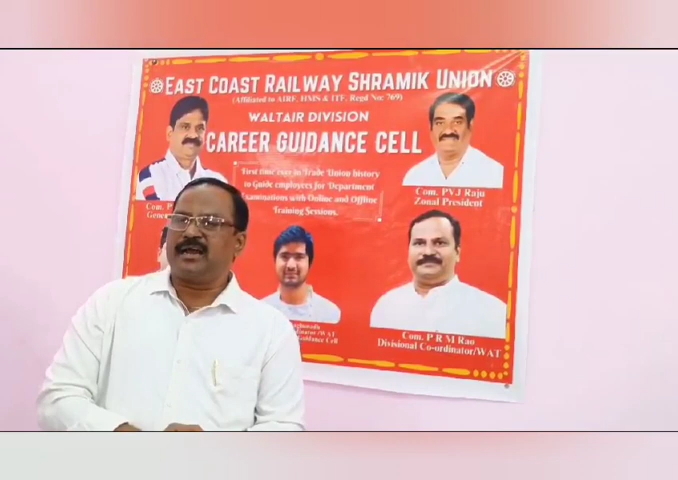 EAST COAST RAILWAY SHRAMIK UNION
(Affiliated to AIRF, HMS & ITF, Regd No: 769)
WALTAIR DIVISION
CAREER GUIDANCE CELL
First time ever in Trade Union history
to Guide employees for Department
Examinations with Online and Offline
Training Sessions.
Com. PVJ Raju
Zonal President
Com. P R M Rao
Divisional Co-ordinator/WAT